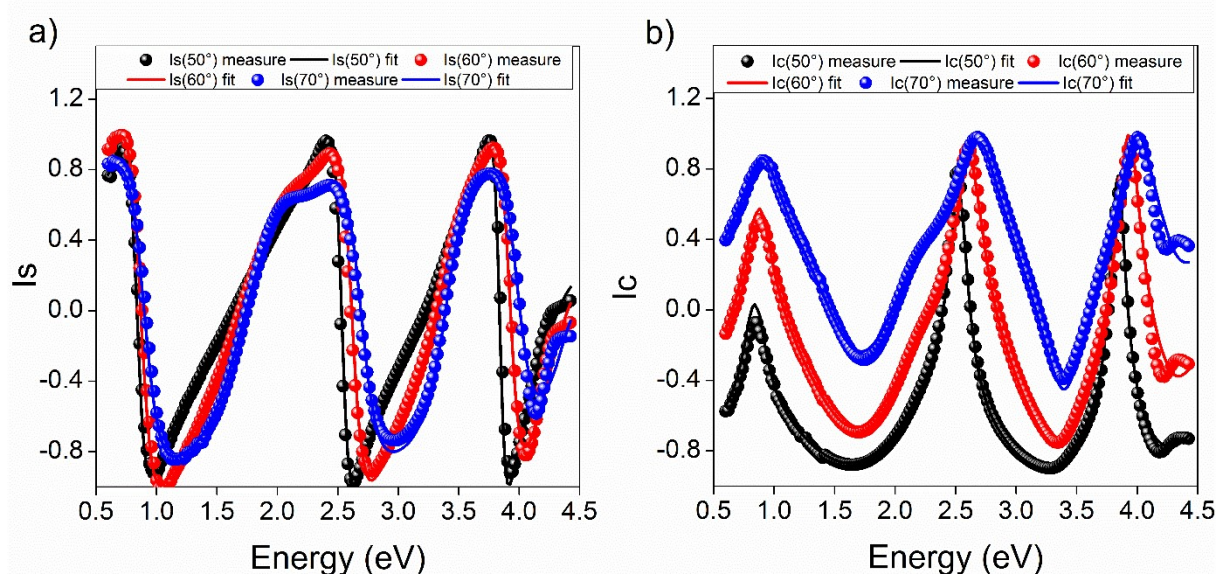 a)
Is(50°) measure Is(50°) fit Is(60°) measure
Is(60°) fit Is(70°) measure Is(70°) fit
1.2
0.8
0.4
0.0
-0.4
-0.8
Is
0.5 1.0 1.5 2.0 2.5 3.0 3.5 4.0 4.5
Energy (eV)
b)
Ic(50°) measure Ic(50°) fit Ic(60°) measure
Ic(60°) fit Ic(70°) measure Ic(70°) fit
1.2
0.8
0.4
0.0
-0.4
-0.8
Ic
0.5 1.0 1.5 2.0 2.5 3.0 3.5 4.0 4.5
Energy (eV)